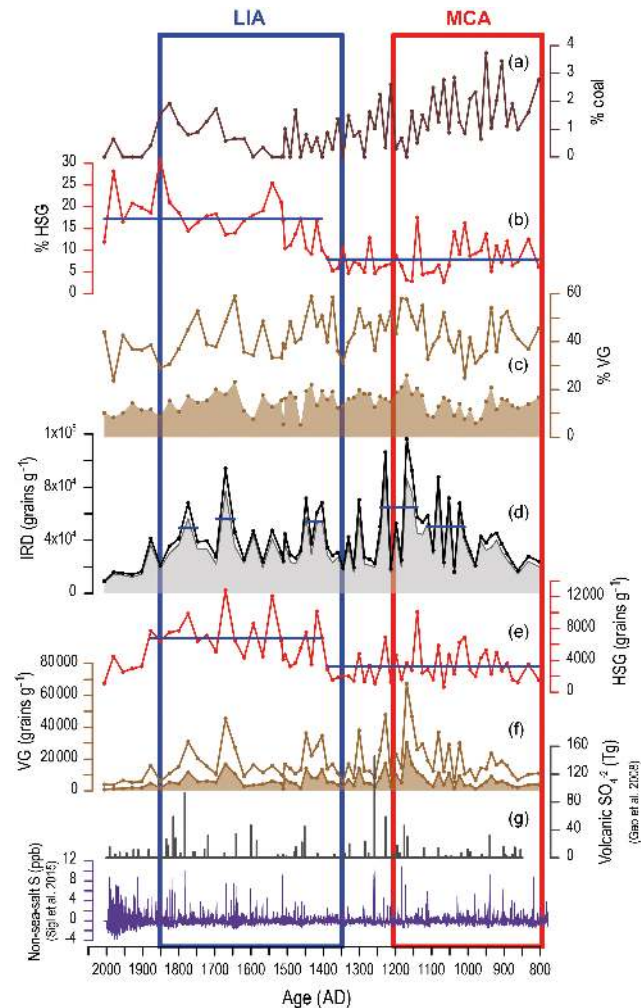 LIA
MCA
(a)
4
3
2
1
0
% coal
30
25
20
15
10
5
0
% HSG
(b)
60
40
20
0
% VG
(c)
1x10⁵
8x10⁴
4x10⁴
0
IRD (grains g⁻¹)
(d)
12000
8000
4000
0
HSG (grains g⁻¹)
(e)
80000
60000
40000
20000
0
VG (grains g⁻¹)
(f)
160
120
80
40
0
Volcanic SO₄⁻² (Tg)
(Gao et al. 2008)
(g)
12
8
4
0
-4
Non-sea-salt S (ppb)
(Sigl et al. 2015)
2000 1900 1800 1700 1600 1500 1400 1300 1200 1100 1000 900 800
Age (AD)